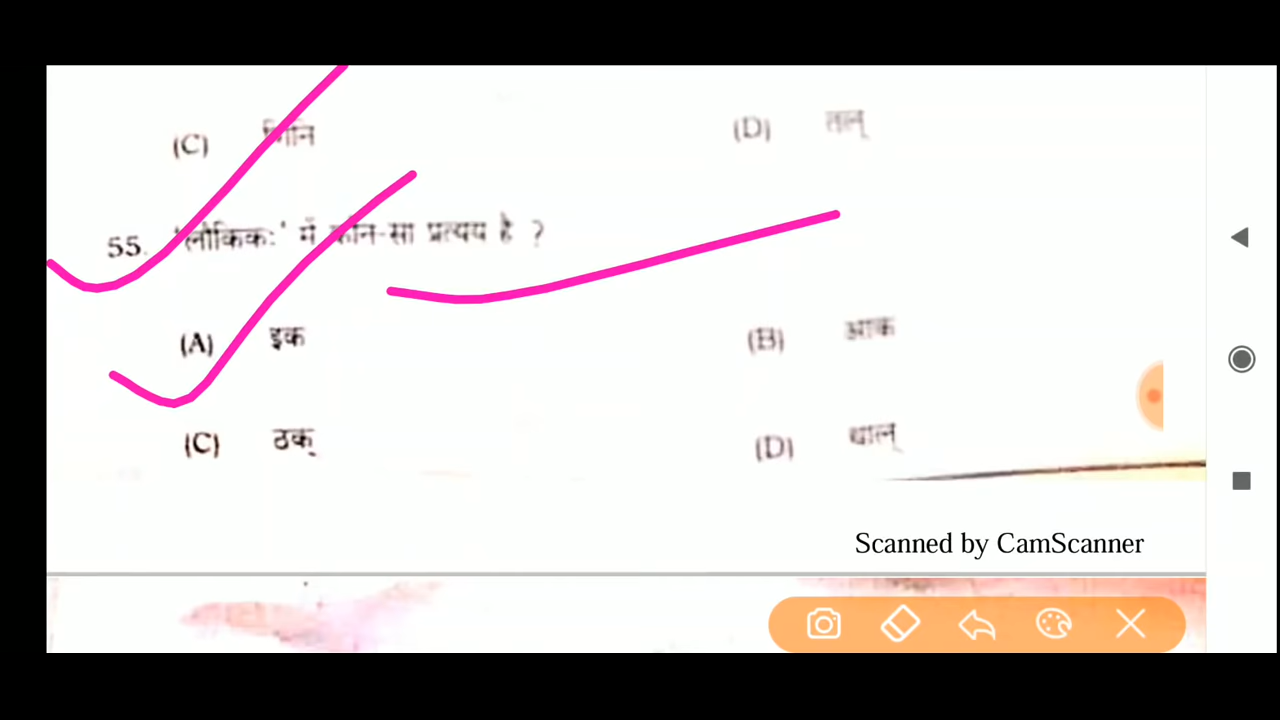 (C) णिनि (D) तल्
55. 'लौकिकः' में कौन-सा प्रत्यय है ?
(A) इक (B) आक
(C) ठक् (D) थाल्
Scanned by CamScanner